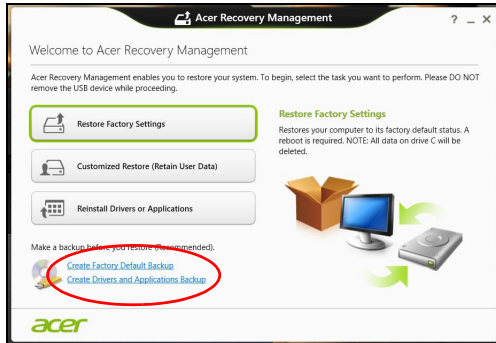 Acer Recovery Management
? _ X
Welcome to Acer Recovery Management
Acer Recovery Management enables you to restore your system. To begin, select the task you want to perform. Please DO NOT
remove the USB device while proceeding.
Restore Factory Settings
Customized Restore (Retain User Data)
Reinstall Drivers or Applications
Restore Factory Settings
Restores your computer to its factory default status. A
reboot is required. NOTE: All data on drive C will be
deleted.
Make a backup before you restore (Recommended).
Create Factory Default Backup
Create Drivers and Applications Backup
acer